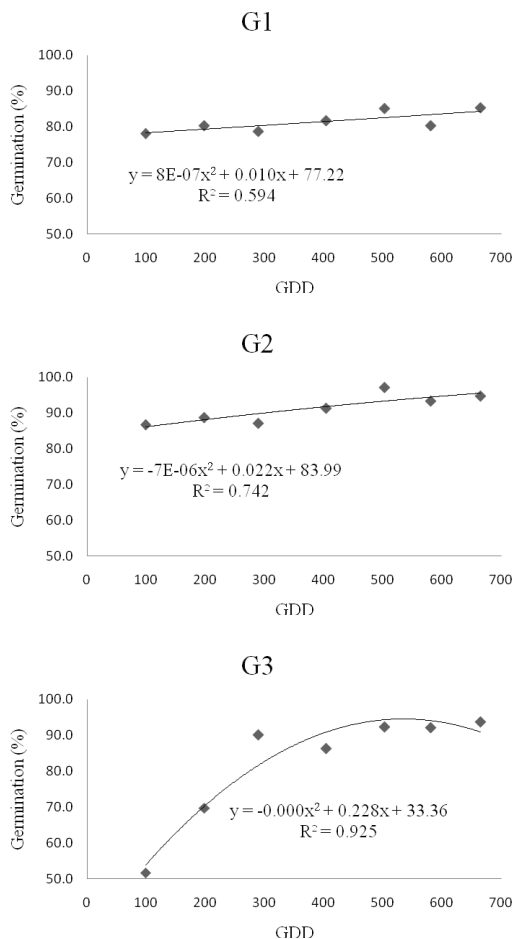 G1
Germination (%)
100.0
90.0
80.0
70.0
60.0
50.0
y = 8E-07x² + 0.010x + 77.22
R² = 0.594
0 100 200 300 400 500 600 700
GDD
G2
Germination (%)
100.0
90.0
80.0
70.0
60.0
50.0
y = -7E-06x² + 0.022x + 83.99
R² = 0.742
0 100 200 300 400 500 600 700
GDD
G3
Germination (%)
100.0
90.0
80.0
70.0
60.0
50.0
y = -0.000x² + 0.228x + 33.36
R² = 0.925
0 100 200 300 400 500 600 700
GDD